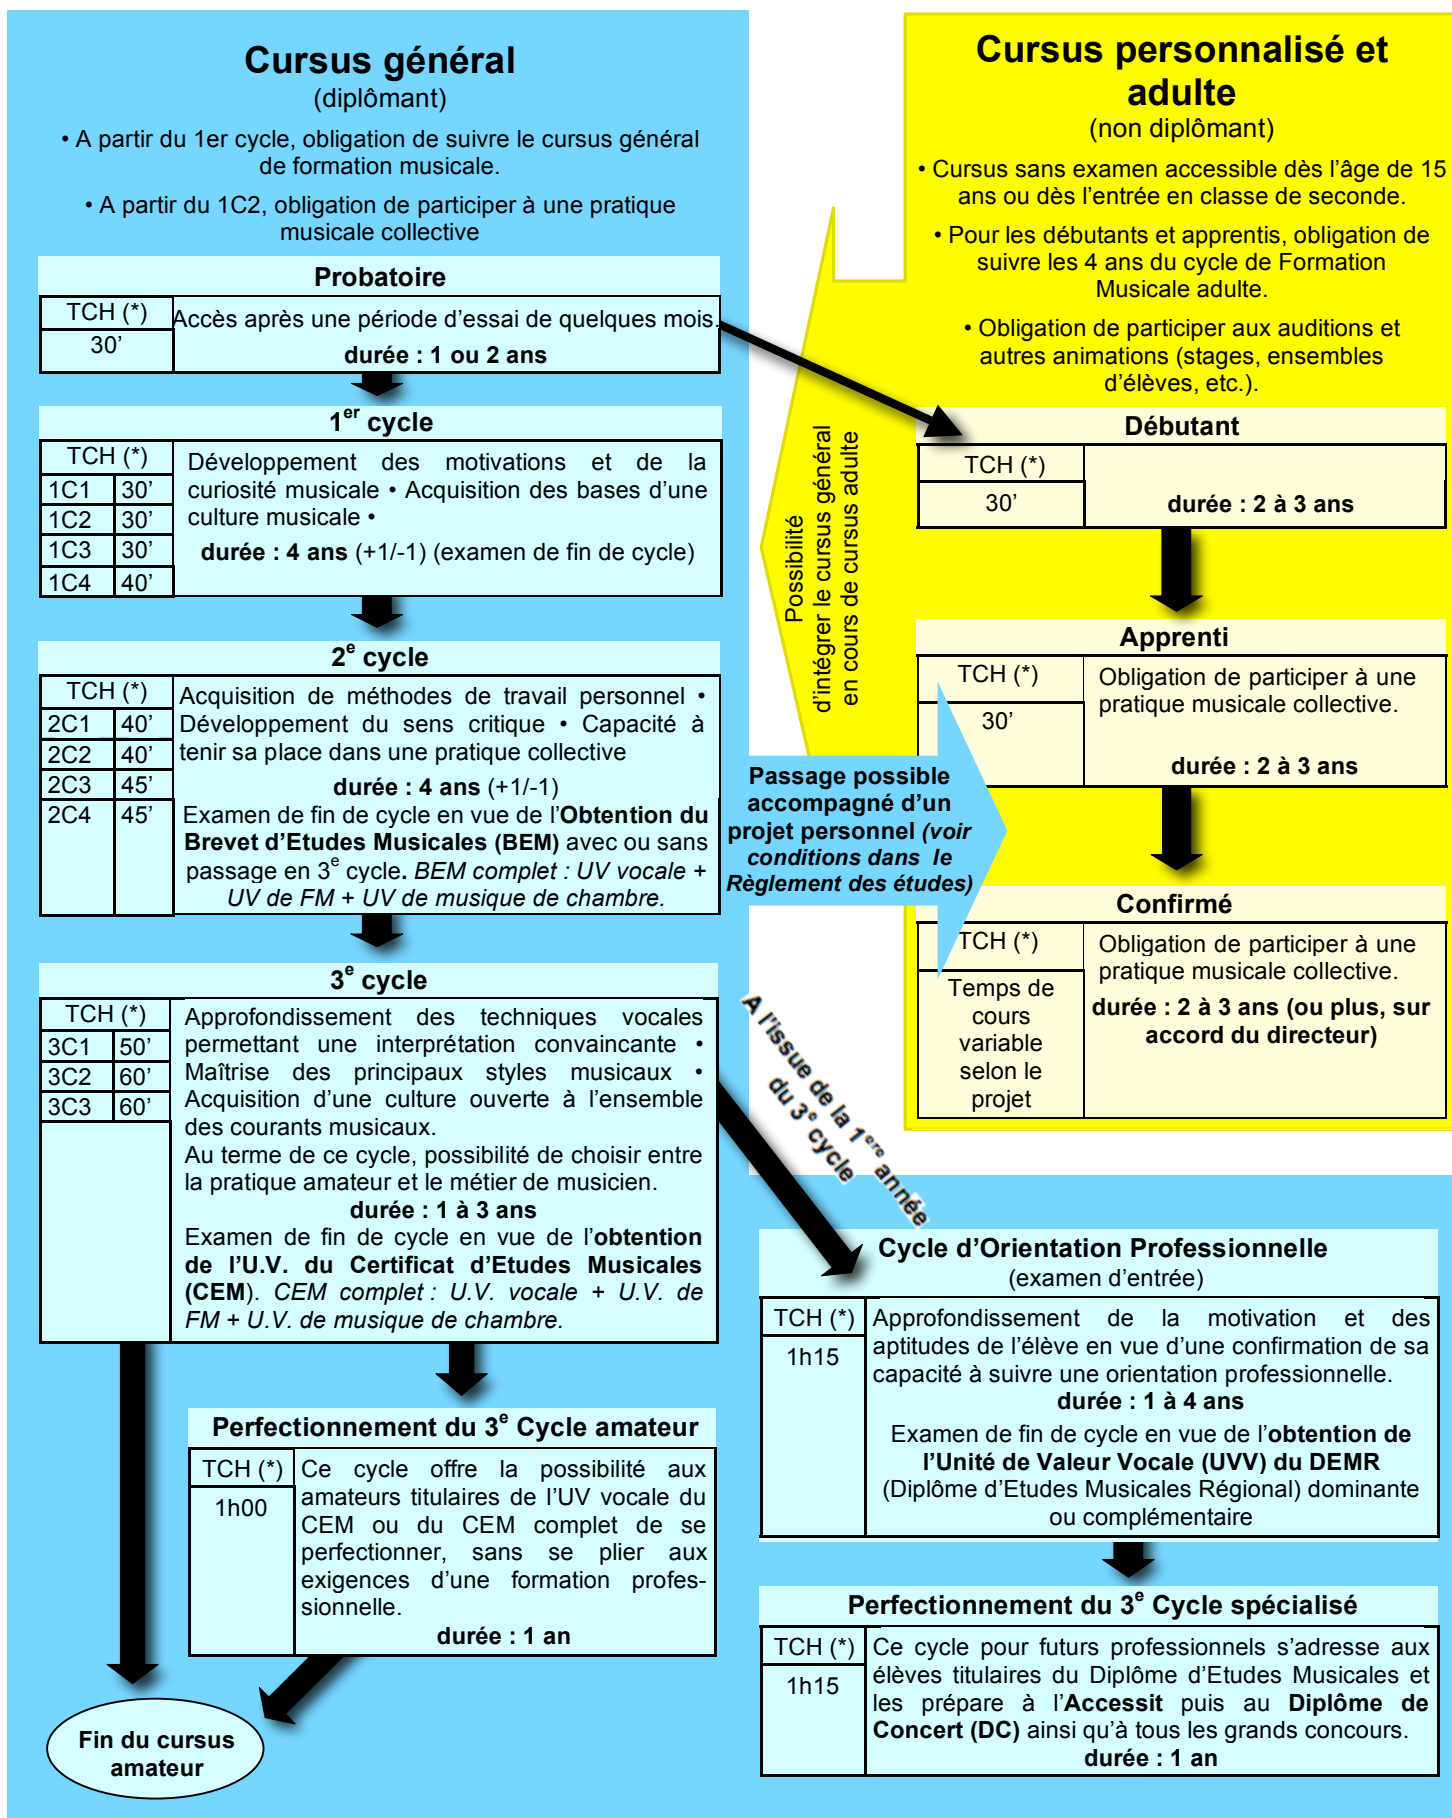 Cursus général
(diplômant)
• A partir du 1er cycle, obligation de suivre le cursus général
de formation musicale.
• A partir du 1C2, obligation de participer à une pratique
musicale collective
Probatoire
TCH (*)
30’
Accès après une période d’essai de quelques mois.
durée : 1 ou 2 ans
1er cycle
TCH (*)
1C1 30’
1C2 30’
1C3 30’
1C4 40’
Développement des motivations et de la
curiosité musicale • Acquisition des bases d’une
culture musicale •
durée : 4 ans (+1/-1) (examen de fin de cycle)
2e cycle
TCH (*)
2C1 40’
2C2 40’
2C3 45’
2C4 45’
Acquisition de méthodes de travail personnel •
Développement du sens critique • Capacité à
tenir sa place dans une pratique collective
durée : 4 ans (+1/-1)
Examen de fin de cycle en vue de l’Obtention du
Brevet d’Etudes Musicales (BEM) avec ou sans
passage en 3e cycle. BEM complet : UV vocale +
UV de FM + UV de musique de chambre.
3e cycle
TCH (*)
3C1 50’
3C2 60’
3C3 60’
Approfondissement des techniques vocales
permettant une interprétation convaincante •
Maîtrise des principaux styles musicaux •
Acquisition d’une culture ouverte à l’ensemble
des courants musicaux.
Au terme de ce cycle, possibilité de choisir entre
la pratique amateur et le métier de musicien.
durée : 1 à 3 ans
Examen de fin de cycle en vue de l’obtention
de l’U.V. du Certificat d’Etudes Musicales
(CEM). CEM complet : U.V. vocale + U.V. de
FM + U.V. de musique de chambre.
Perfectionnement du 3e Cycle amateur
TCH (*)
1h00
Ce cycle offre la possibilité aux
amateurs titulaires de l’UV vocale du
CEM ou du CEM complet de se
perfectionner, sans se plier aux
exigences d’une formation profes-
sionnelle.
durée : 1 an
Fin du cursus
amateur
Cursus personnalisé et
adulte
(non diplômant)
• Cursus sans examen accessible dès l’âge de 15
ans ou dès l’entrée en classe de seconde.
• Pour les débutants et apprentis, obligation de
suivre les 4 ans du cycle de Formation
Musicale adulte.
• Obligation de participer aux auditions et
autres animations (stages, ensembles
d’élèves, etc.).
Possibilité
d’intégrer le cursus général
en cours de cursus adulte
Débutant
TCH (*)
30’
durée : 2 à 3 ans
Apprenti
TCH (*)
30’
Obligation de participer à une
pratique musicale collective.
durée : 2 à 3 ans
Passage possible
accompagné d’un
projet personnel (voir
conditions dans le
Règlement des études)
Confirmé
TCH (*)
Temps de
cours
variable
selon le
projet
Obligation de participer à une
pratique musicale collective.
durée : 2 à 3 ans (ou plus, sur
accord du directeur)
A l’issue de la 1ère année
du 3e cycle
Cycle d’Orientation Professionnelle
(examen d’entrée)
TCH (*)
1h15
Approfondissement de la motivation et des
aptitudes de l’élève en vue d’une confirmation de sa
capacité à suivre une orientation professionnelle.
durée : 1 à 4 ans
Examen de fin de cycle en vue de l’obtention de
l’Unité de Valeur Vocale (UVV) du DEMR
(Diplôme d’Etudes Musicales Régional) dominante
ou complémentaire
Perfectionnement du 3e Cycle spécialisé
TCH (*)
1h15
Ce cycle pour futurs professionnels s’adresse aux
élèves titulaires du Diplôme d’Etudes Musicales et
les prépare à l’Accessit puis au Diplôme de
Concert (DC) ainsi qu’à tous les grands concours.
durée : 1 an